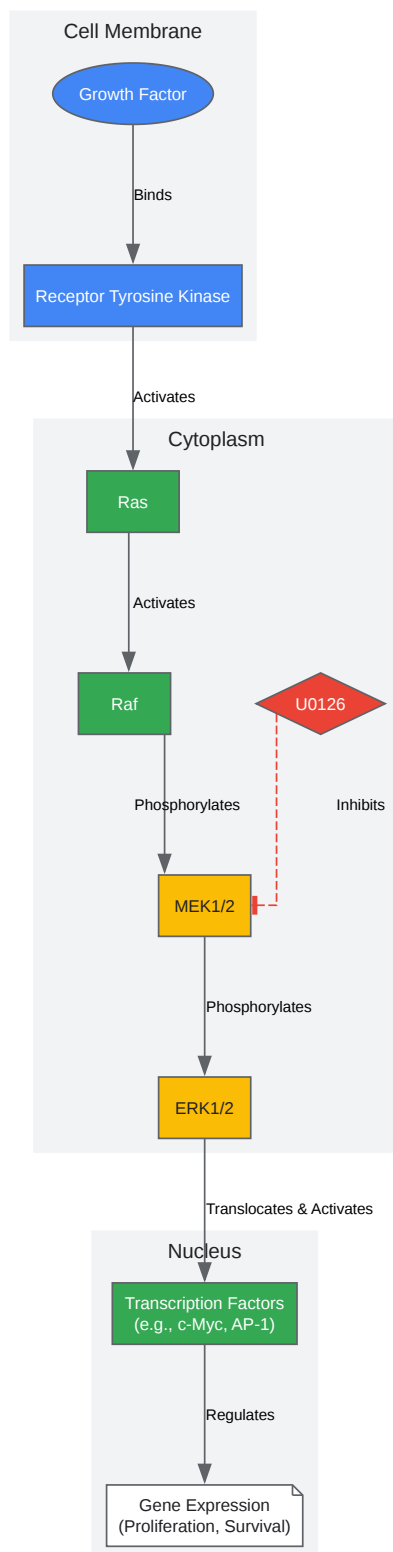 Cell Membrane
Growth Factor
Binds
Receptor Tyrosine Kinase
Activates
Cytoplasm
Ras
Activates
Raf
U0126
Phosphorylates
Inhibits
MEK1/2
Phosphorylates
ERK1/2
Translocates & Activates
Nucleus
Transcription Factors
(e.g., c-Myc, AP-1)
Regulates
Gene Expression
(Proliferation, Survival)